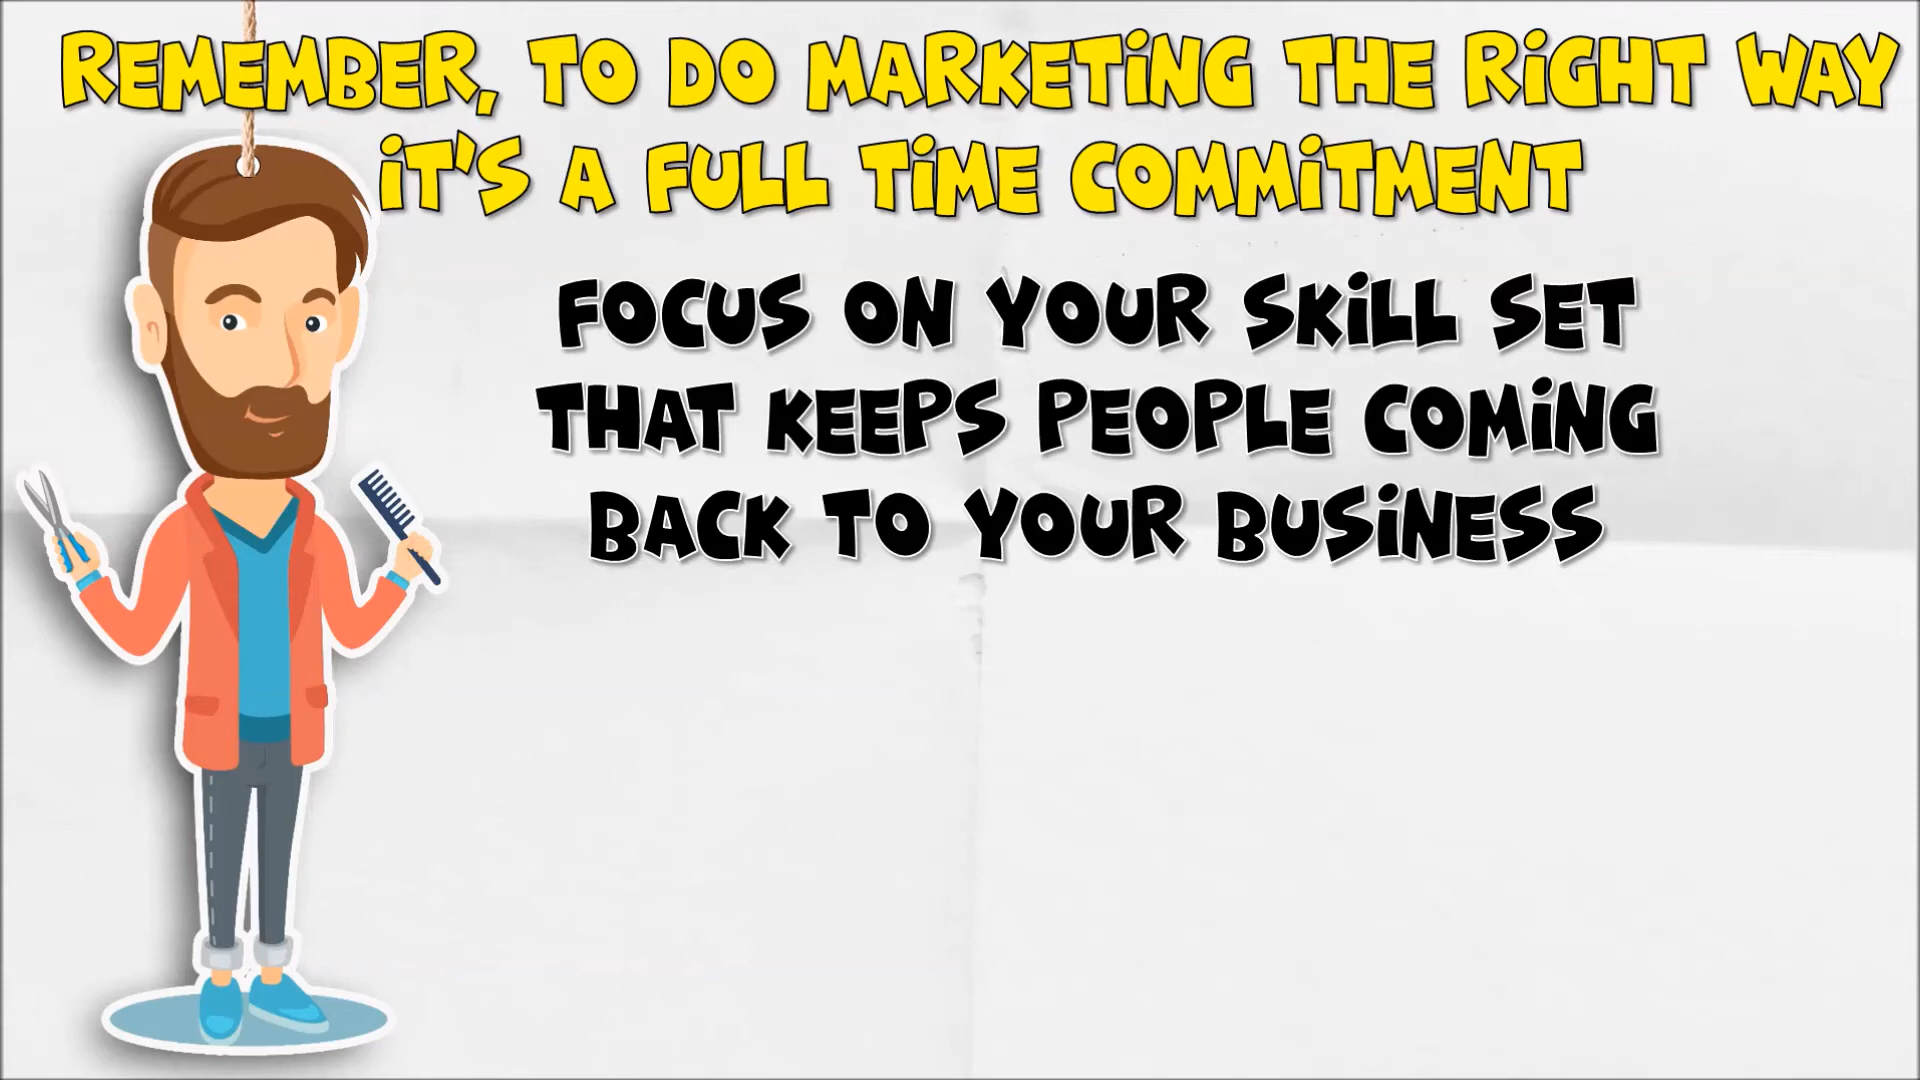 REMEMBER, TO DO MARKETING THE RIGHT WAY
IT'S A FULL TIME COMMITMENT
FOCUS ON YOUR SKILL SET
THAT KEEPS PEOPLE COMING
BACK TO YOUR BUSINESS